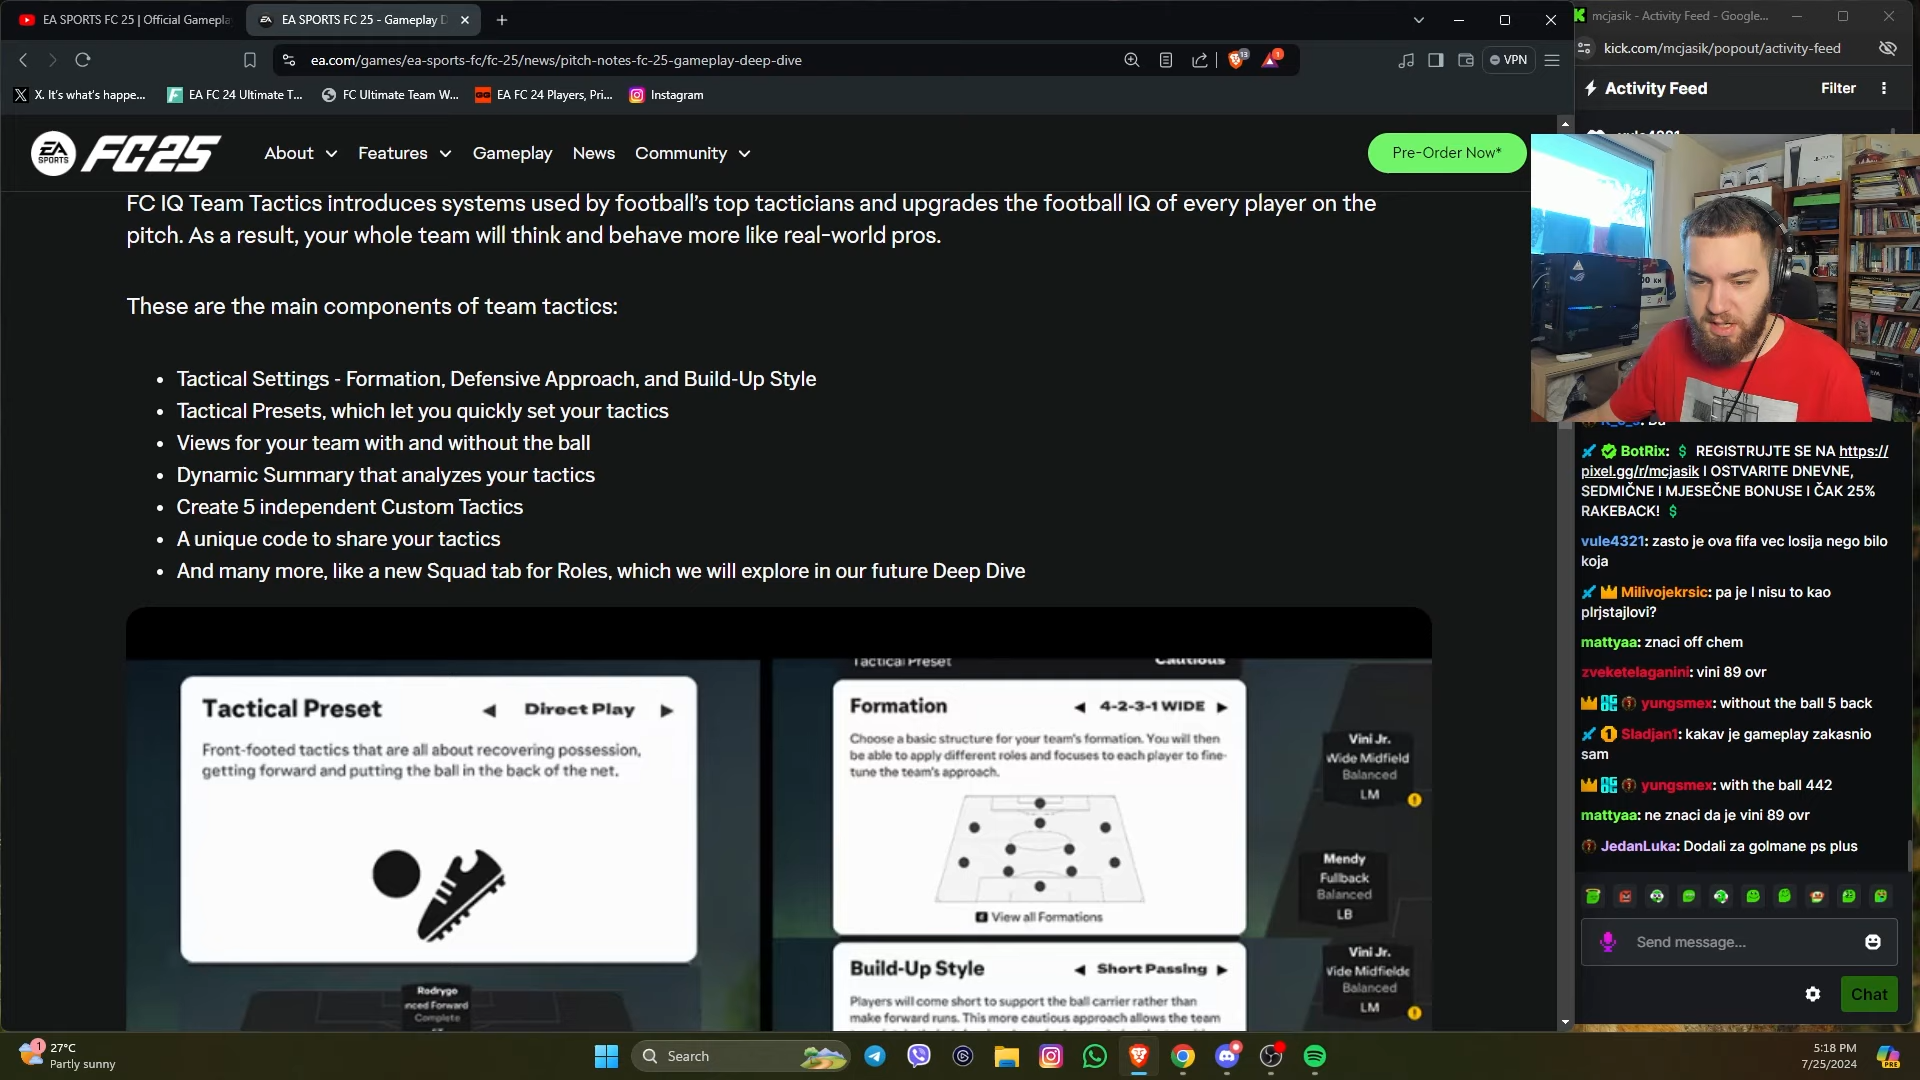 EA SPORTS FC 25 | Official Gamepla
EA SPORTS FC 25 - Gameplay D
mcjasik - Activity Feed - Google...
ea.com/games/ea-sports-fc/fc-25/news/pitch-notes-fc-25-gameplay-deep-dive
13
1
VPN
kick.com/mcjasik/popout/activity-feed
X. It's what's happe...
EA FC 24 Ultimate T...
FC Ultimate Team W...
EA FC 24 Players, Pri...
Instagram
Activity Feed
Filter
EA SPORTS FC25
About
Features
Gameplay
News
Community
Pre-Order Now*
FC IQ Team Tactics introduces systems used by football's top tacticians and upgrades the football IQ of every player on the
pitch. As a result, your whole team will think and behave more like real-world pros.
These are the main components of team tactics:
• Tactical Settings - Formation, Defensive Approach, and Build-Up Style
• Tactical Presets, which let you quickly set your tactics
• Views for your team with and without the ball
• Dynamic Summary that analyzes your tactics
• Create 5 independent Custom Tactics
• A unique code to share your tactics
• And many more, like a new Squad tab for Roles, which we will explore in our future Deep Dive
Tactical Preset
Direct Play
Front-footed tactics that are all about recovering possession,
getting forward and putting the ball in the back of the net.
Rodrygo
nced Forward
Complete
Tactical Preset
Cautious
Formation
4-2-3-1 WIDE
Choose a basic structure for your team's formation. You will then
be able to apply different roles and focuses to each player to fine-
tune the team's approach.
View all Formations
Build-Up Style
Short Passing
Players will come short to support the ball carrier rather than
make forward runs. This more cautious approach allows the team
Vini Jr.
Wide Midfield
Balanced
LM
Mendy
Fullback
Balanced
LB
Vini Jr.
Wide Midfielde
Balanced
LM
BotRix: $ REGISTRUJTE SE NA https://
pixel.gg/r/mcjasik I OSTVARITE DNEVNE,
SEDMIČNE I MJESEČNE BONUSE I ČAK 25%
RAKEBACK! $
vule4321: zasto je ova fifa vec losija nego bilo
koja
Milivojekrsic: pa je l nisu to kao
plrjstajlovi?
mattyaa: znaci off chem
zveketelaganini: vini 89 ovr
yungsmex: without the ball 5 back
Sladjan1: kakav je gameplay zakasnio
sam
yungsmex: with the ball 442
mattyaa: ne znaci da je vini 89 ovr
JedanLuka: Dodali za golmane ps plus
Send message...
Chat
1
27°C
Partly sunny
Search
5:18 PM
7/25/2024
PRE